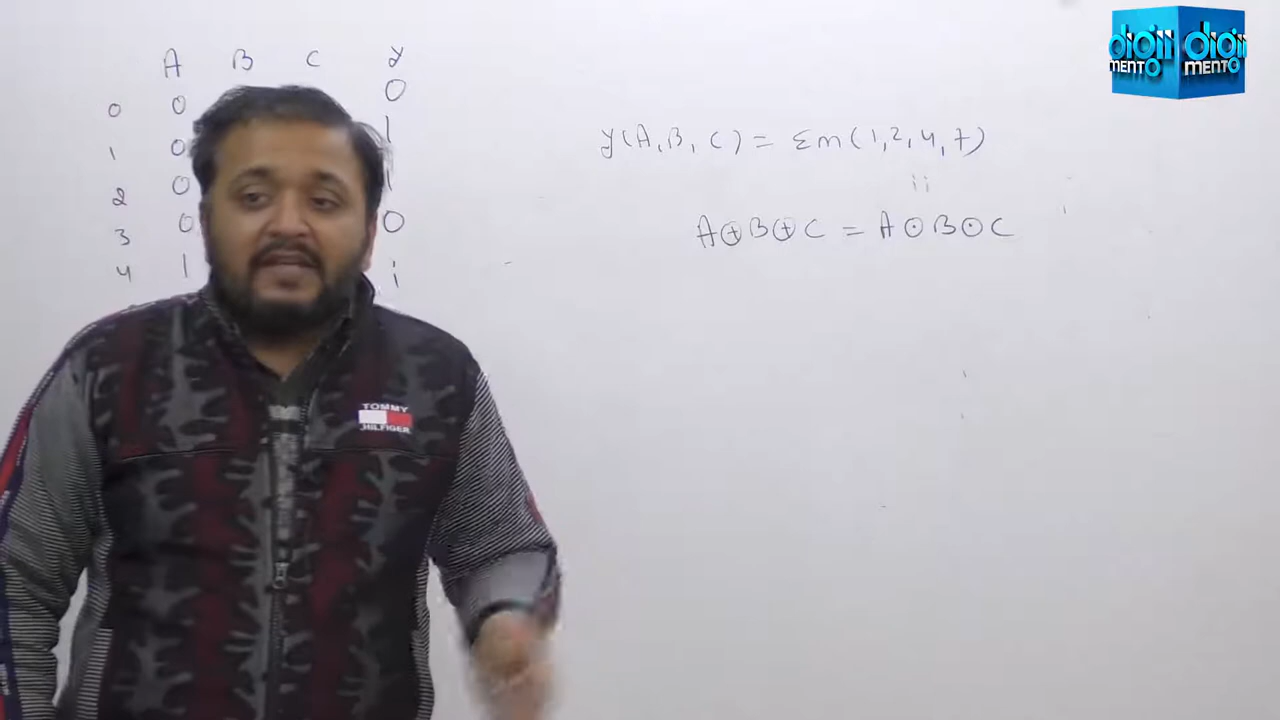 A B C Y
0 0 0
1 0 1
2 0 1
3 0 0
4 1 1
Y(A,B,C) = Σm(1,2,4,7)
A⊕B⊕C = A⊙B⊙C
TOMMY
HILFIGER
digii digii
MENTO MENTO